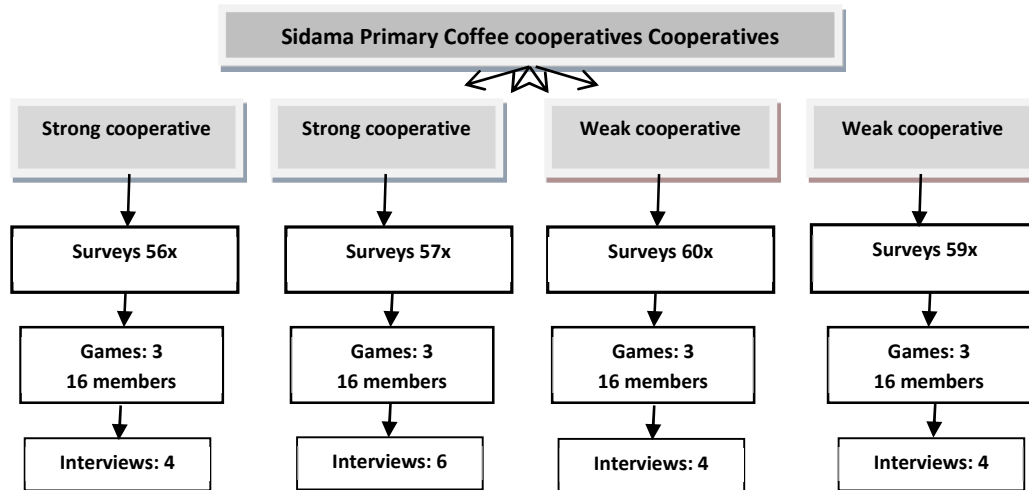 Sidama Primary Coffee cooperatives Cooperatives
Strong cooperative
Strong cooperative
Weak cooperative
Weak cooperative
Surveys 56x
Surveys 57x
Surveys 60x
Surveys 59x
Games: 3
16 members
Games: 3
16 members
Games: 3
16 members
Games: 3
16 members
Interviews: 4
Interviews: 6
Interviews: 4
Interviews: 4